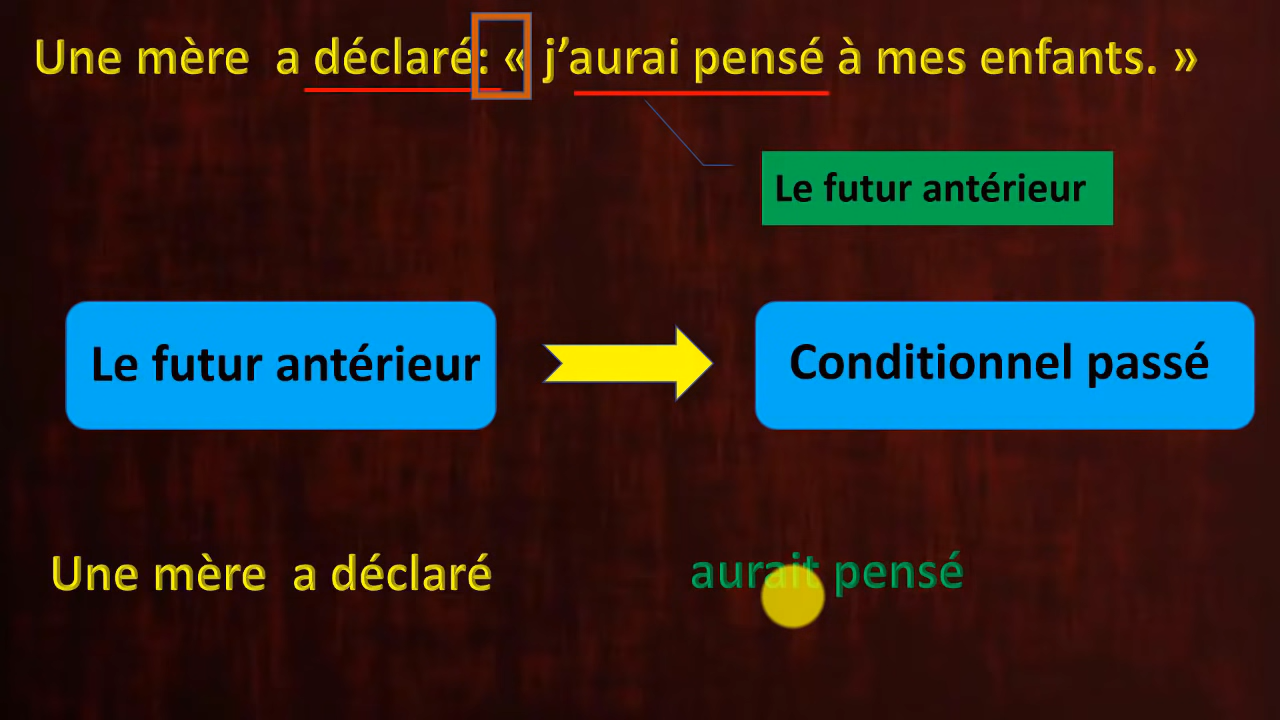 Une mère a déclaré: « j’aurai pensé à mes enfants. »
Le futur antérieur
Le futur antérieur
Conditionnel passé
Une mère a déclaré aurait pensé